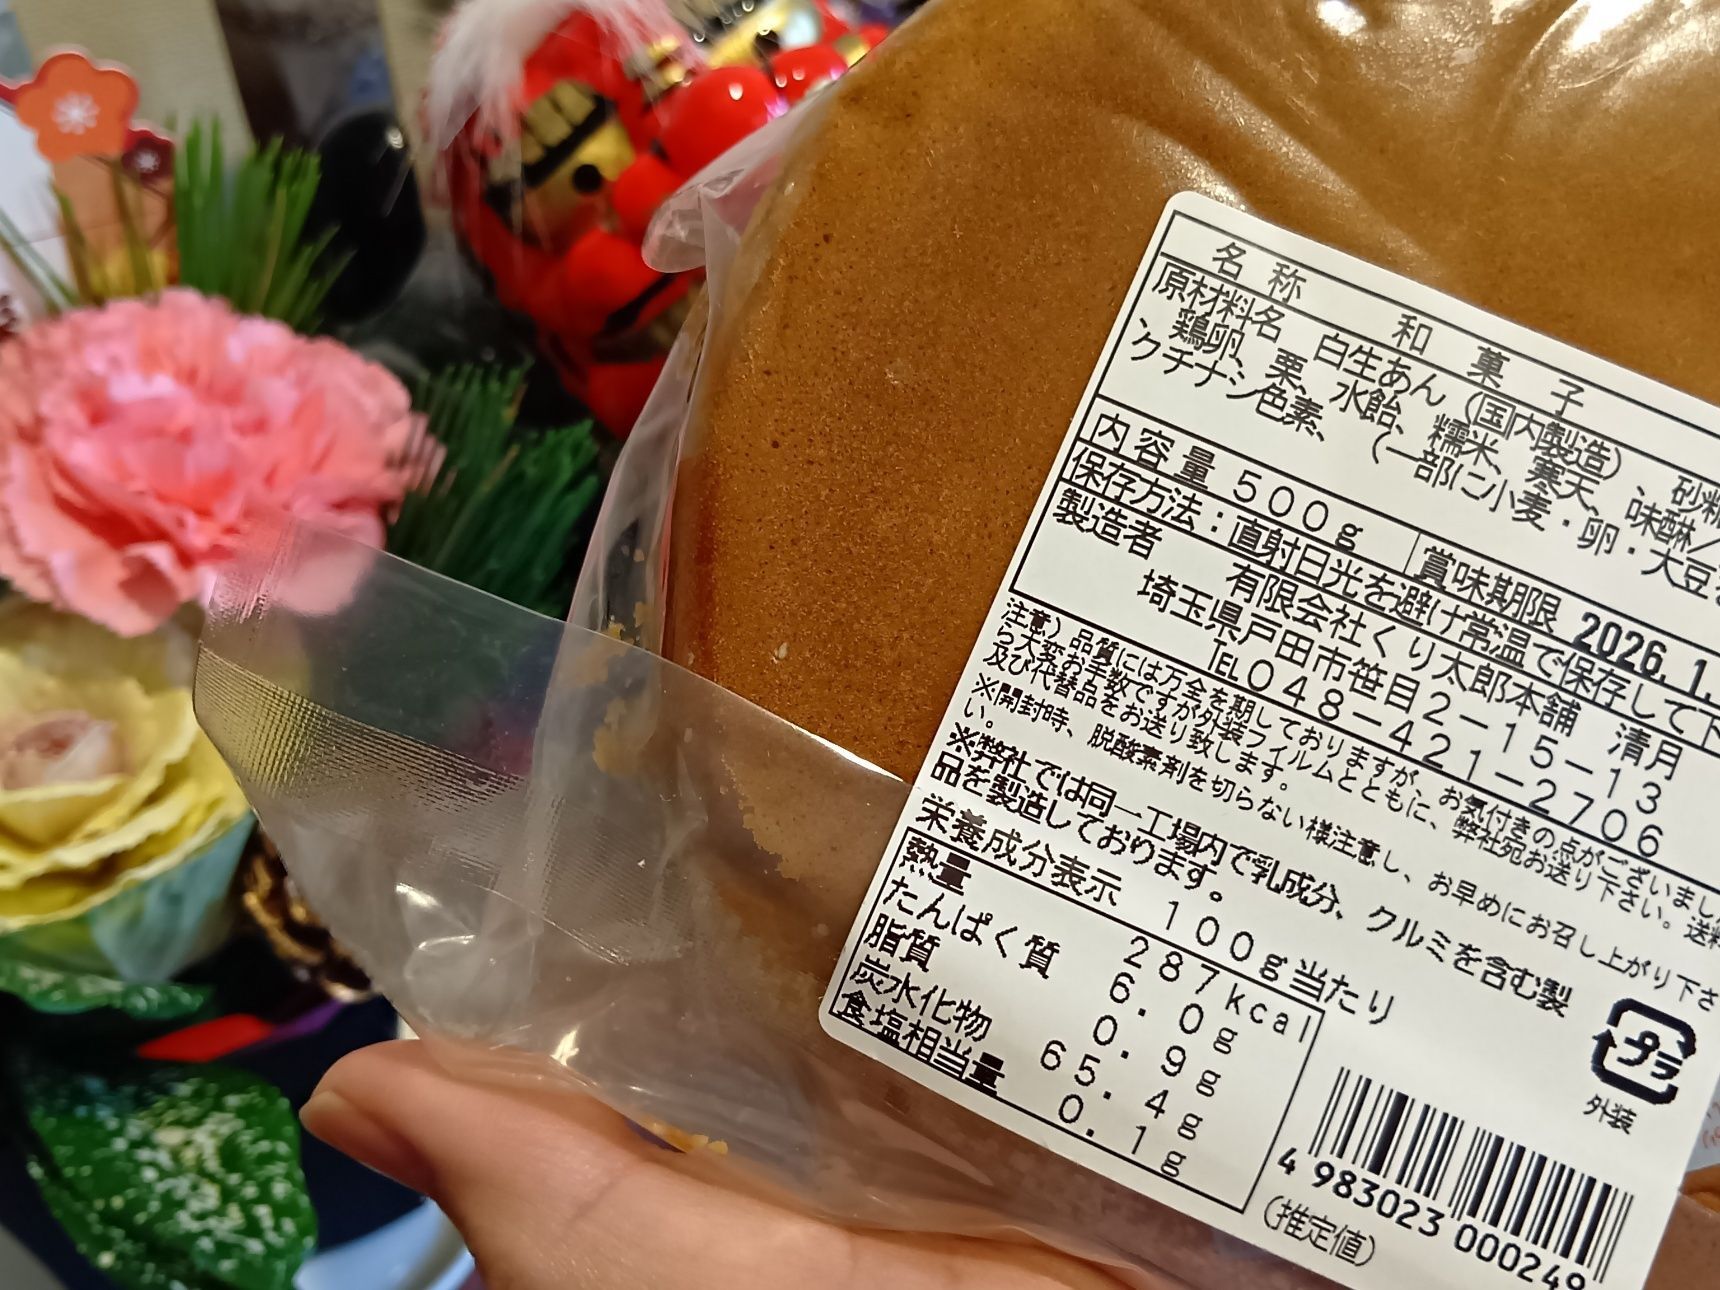 名称 和菓子
原材料名 白生あん（国内製造）、砂糖
鶏卵、栗、水飴、糯米、寒天、味醂／
クチナシ色素、（一部に小麦・卵・大豆を
内容量 500g 賞味期限 2026.1.
保存方法：直射日光を避け常温で保存して下
製造者 有限会社くり太郎本舗 清月
埼玉県戸田市笹目2－15－13
℡048－421－2706
注意）品質には万全を期しておりますが、お気付きの点がございまし
ら大変お手数ですが外装フイルムとともに、弊社宛お送り下さい。送料
及び代替品をお送り致します。
※開封時、脱酸素剤を切らない様注意し、お早めにお召し上がり下さ
い。
※弊社では同一工場内で乳成分、クルミを含む製
品を製造しております。
栄養成分表示 100g当たり
熱量 287kcal
たんぱく質 6.0g
脂質 0.9g
炭水化物 65.4g
食塩相当量 0.1g
（推定値）
プラ
外装
4 983023 000249